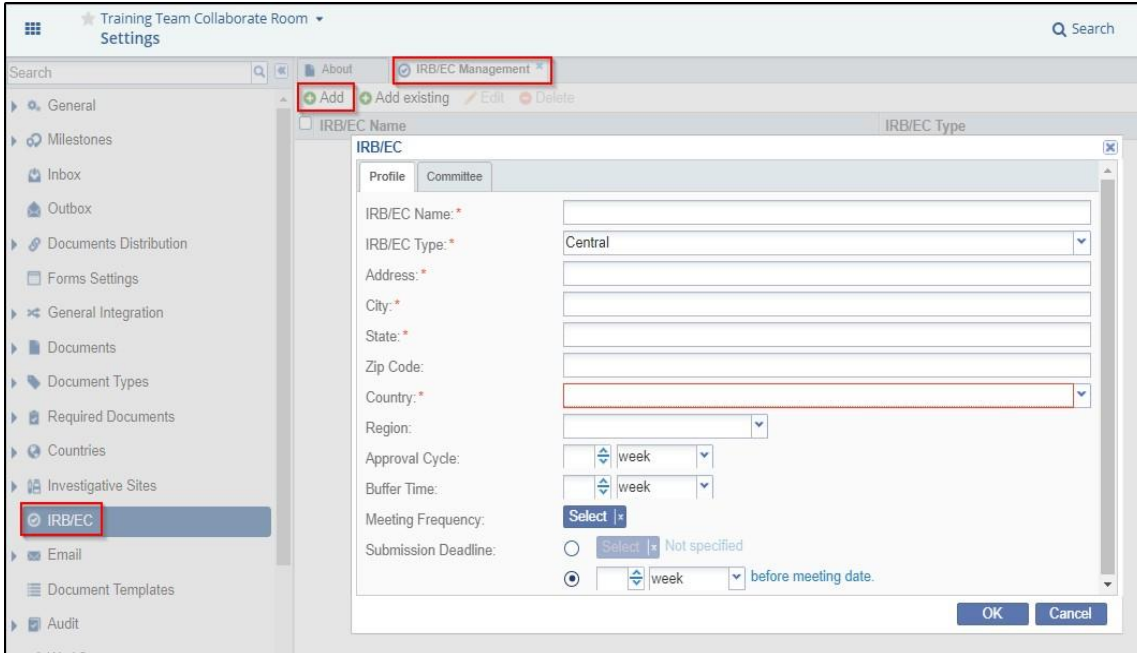 Training Team Collaborate Room
Settings
Search
Search
About
IRB/EC Management
Add
Add existing
Edit
Delete
IRB/EC Name
IRB/EC Type
General
Milestones
Inbox
Outbox
Documents Distribution
Forms Settings
General Integration
Documents
Document Types
Required Documents
Countries
Investigative Sites
IRB/EC
Email
Document Templates
Audit
IRB/EC
Profile
Committee
IRB/EC Name:*
IRB/EC Type:* Central
Address:*
City:*
State:*
Zip Code:
Country:*
Region:
Approval Cycle: week
Buffer Time: week
Meeting Frequency: Select x
Submission Deadline: Select x Not specified
week before meeting date.
OK Cancel